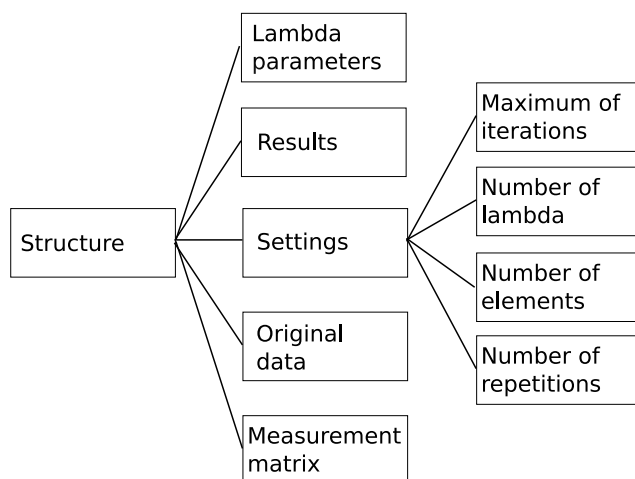 Lambda
parameters
Results
Structure
Settings
Original
data
Measurement
matrix
Maximum of
iterations
Number of
lambda
Number of
elements
Number of
repetitions